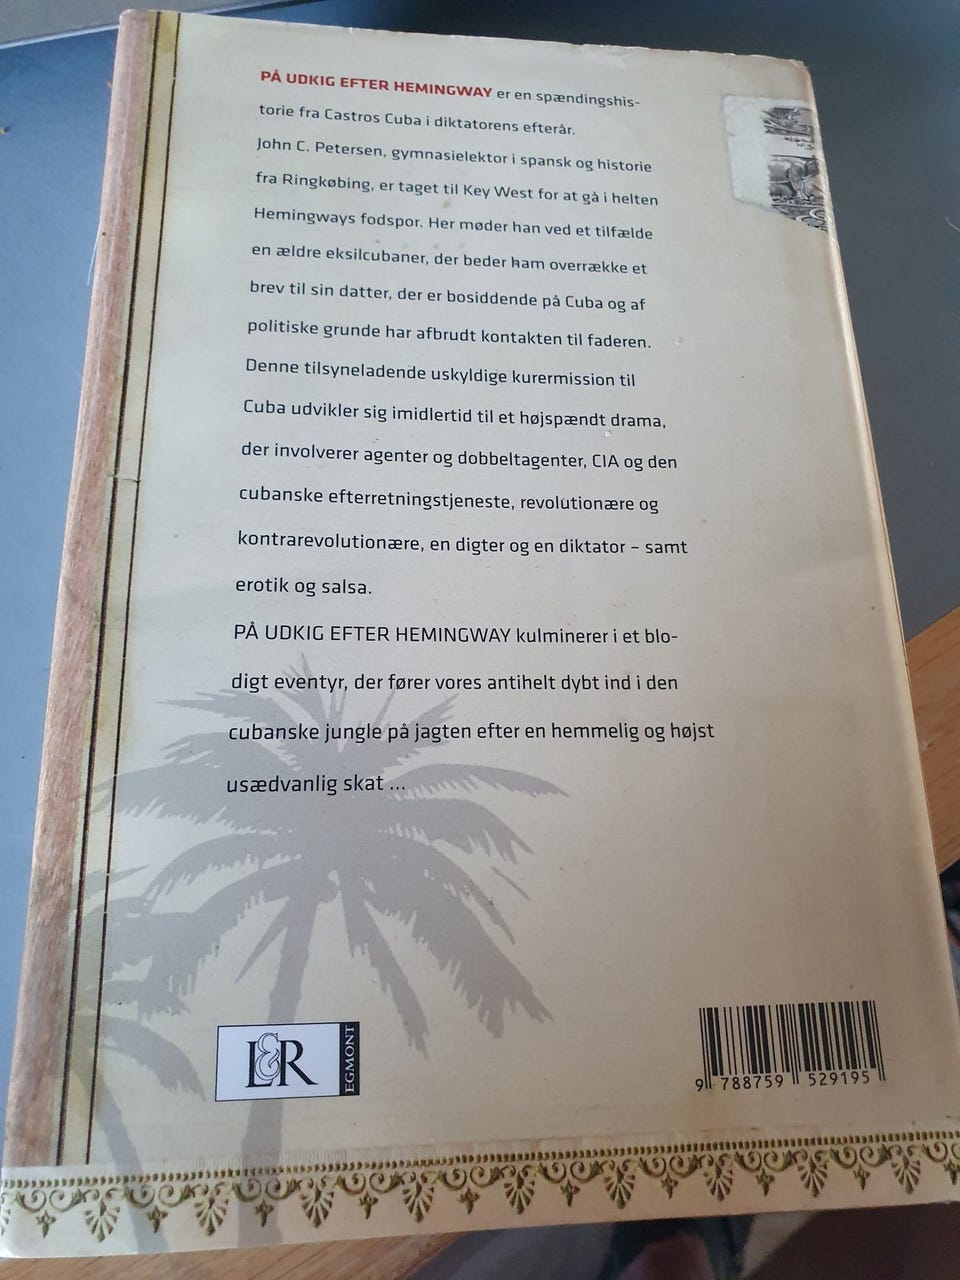 PÅ UDKIG EFTER HEMINGWAY er en spændingshis-
torie fra Castros Cuba i diktatorens efterår.
John C. Petersen, gymnasielektor i spansk og historie
fra Ringkøbing, er taget til Key West for at gå i helten
Hemingways fodspor. Her møder han ved et tilfælde
en ældre eksilcubaner, der beder ham overrække et
brev til sin datter, der er bosiddende på Cuba og af
politiske grunde har afbrudt kontakten til faderen.
Denne tilsyneladende uskyldige kurermission til
Cuba udvikler sig imidlertid til et højspændt drama,
der involverer agenter og dobbeltagenter, CIA og den
cubanske efterretningstjeneste, revolutionære og
kontrarevolutionære, en digter og en diktator – samt
erotik og salsa.
PÅ UDKIG EFTER HEMINGWAY kulminerer i et blo-
digt eventyr, der fører vores antihelt dybt ind i den
cubanske jungle på jagten efter en hemmelig og højst
usædvanlig skat ...
L&R EGMONT
9 788759 529195